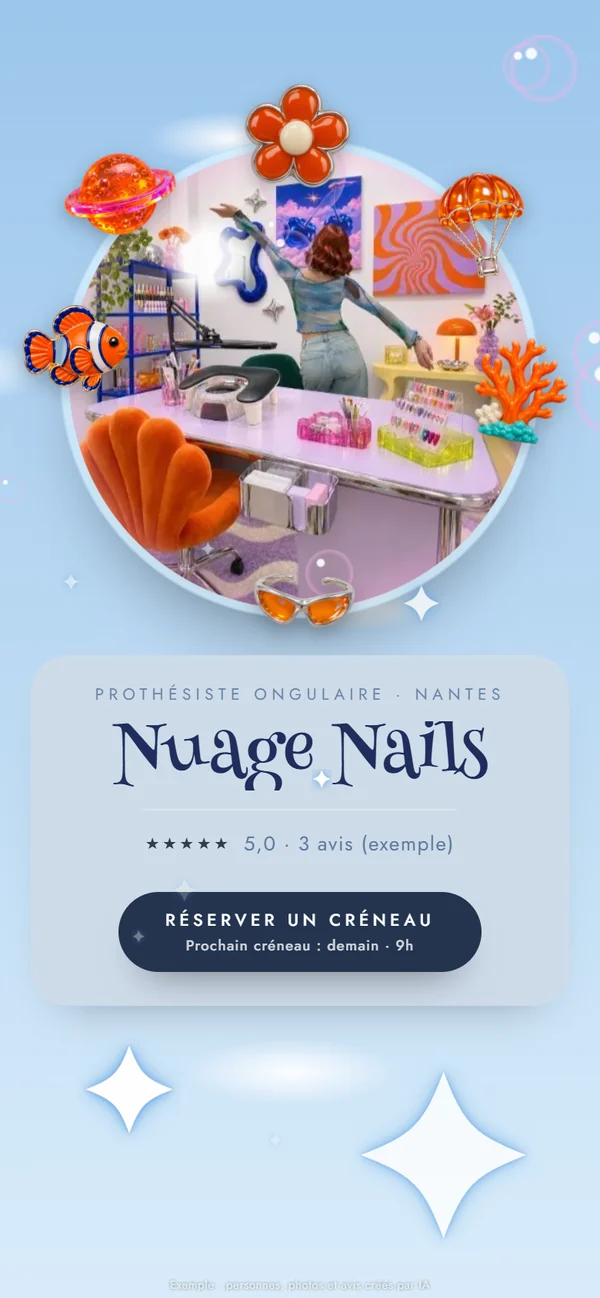 PROTHÉSISTE ONGULAIRE · NANTES
Nuage Nails
★★★★★ 5,0 · 3 avis (exemple)
RÉSERVER UN CRÉNEAU
Prochain créneau : demain · 9h
Exemple · personnes, photos et avis créés par IA